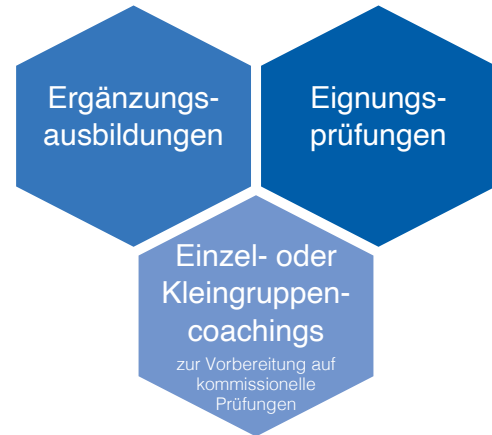 Ergänzungs-
ausbildungen
Eignungs-
prüfungen
Einzel- oder
Kleingruppen-
coachings
zur Vorbereitung auf
kommissionelle
Prüfungen